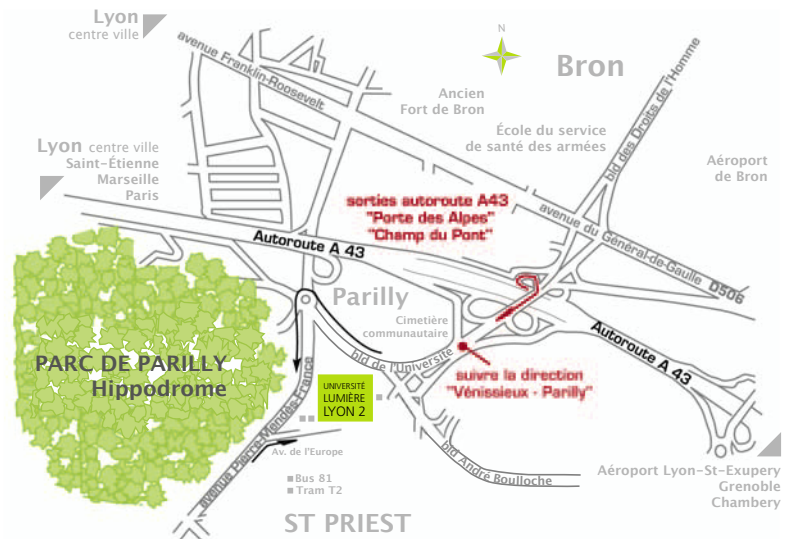 Lyon
centre ville
avenue Franklin-Roosevelt
N
Bron
Ancien
Fort de Bron
École du service
de santé des armées
bld des Droits de l'Homme
Aéroport
de Bron
Lyon centre ville
Saint-Étienne
Marseille
Paris
sorties autoroute A43
"Porte des Alpes"
"Champ du Pont"
avenue du Général-de-Gaulle
D506
Autoroute A 43
Parilly
Cimetière
communautaire
Autoroute A 43
bld de l'Universite
PARC DE PARILLY
Hippodrome
suivre la direction
"Vénissieux - Parilly"
UNIVERSITÉ
LUMIÈRE
LYON 2
avenue Pierre-Mendès-France
Av. de l'Europe
bld André Boulloche
Bus 81
Tram T2
ST PRIEST
Aéroport Lyon-St-Exupery
Grenoble
Chambery